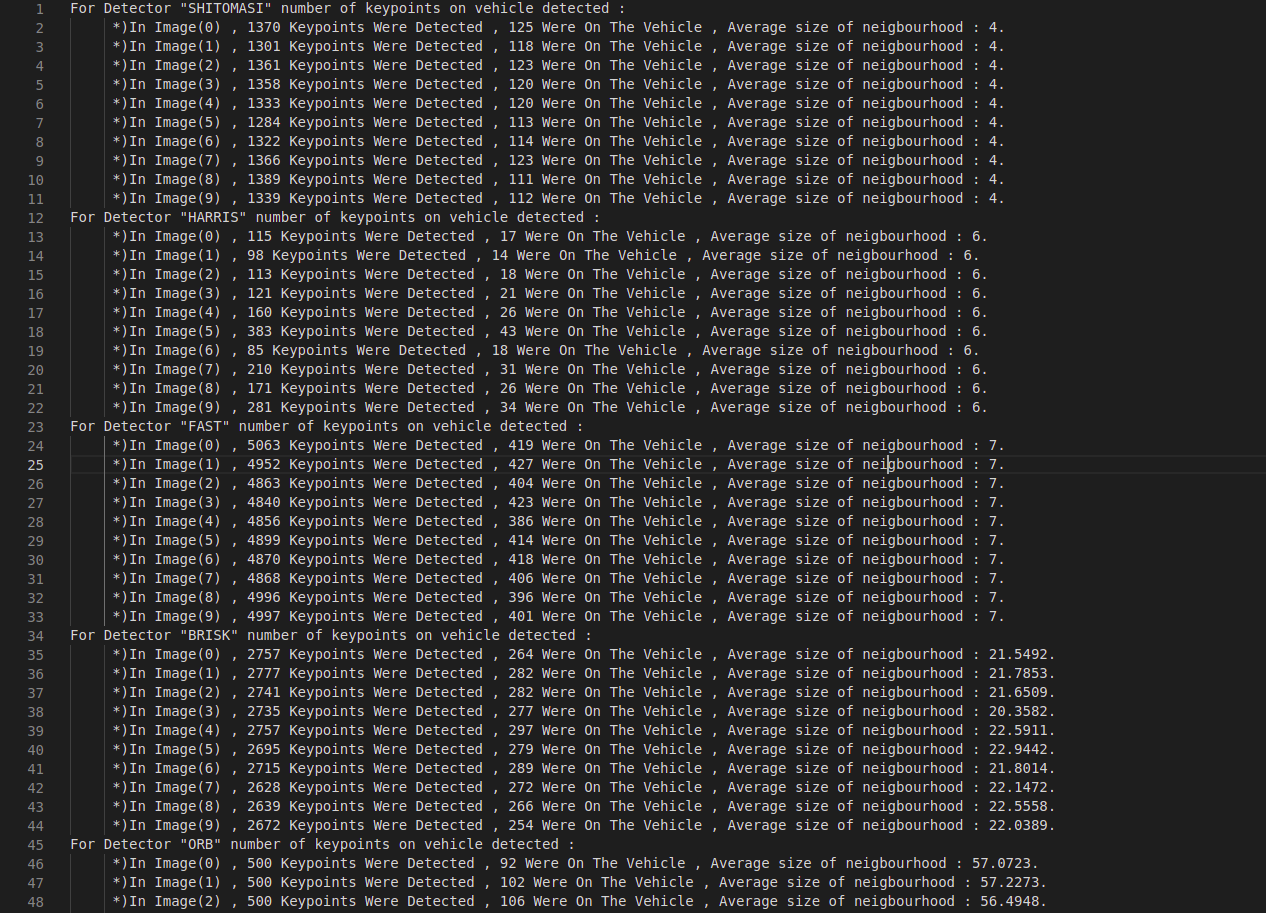 1 For Detector "SHITOMASI" number of keypoints on vehicle detected :
2 *)In Image(0) , 1370 Keypoints Were Detected , 125 Were On The Vehicle , Average size of neigbourhood : 4.
3 *)In Image(1) , 1301 Keypoints Were Detected , 118 Were On The Vehicle , Average size of neigbourhood : 4.
4 *)In Image(2) , 1361 Keypoints Were Detected , 123 Were On The Vehicle , Average size of neigbourhood : 4.
5 *)In Image(3) , 1358 Keypoints Were Detected , 120 Were On The Vehicle , Average size of neigbourhood : 4.
6 *)In Image(4) , 1333 Keypoints Were Detected , 120 Were On The Vehicle , Average size of neigbourhood : 4.
7 *)In Image(5) , 1284 Keypoints Were Detected , 113 Were On The Vehicle , Average size of neigbourhood : 4.
8 *)In Image(6) , 1322 Keypoints Were Detected , 114 Were On The Vehicle , Average size of neigbourhood : 4.
9 *)In Image(7) , 1366 Keypoints Were Detected , 123 Were On The Vehicle , Average size of neigbourhood : 4.
10 *)In Image(8) , 1389 Keypoints Were Detected , 111 Were On The Vehicle , Average size of neigbourhood : 4.
11 *)In Image(9) , 1339 Keypoints Were Detected , 112 Were On The Vehicle , Average size of neigbourhood : 4.
12 For Detector "HARRIS" number of keypoints on vehicle detected :
13 *)In Image(0) , 115 Keypoints Were Detected , 17 Were On The Vehicle , Average size of neigbourhood : 6.
14 *)In Image(1) , 98 Keypoints Were Detected , 14 Were On The Vehicle , Average size of neigbourhood : 6.
15 *)In Image(2) , 113 Keypoints Were Detected , 18 Were On The Vehicle , Average size of neigbourhood : 6.
16 *)In Image(3) , 121 Keypoints Were Detected , 21 Were On The Vehicle , Average size of neigbourhood : 6.
17 *)In Image(4) , 160 Keypoints Were Detected , 26 Were On The Vehicle , Average size of neigbourhood : 6.
18 *)In Image(5) , 383 Keypoints Were Detected , 43 Were On The Vehicle , Average size of neigbourhood : 6.
19 *)In Image(6) , 85 Keypoints Were Detected , 18 Were On The Vehicle , Average size of neigbourhood : 6.
20 *)In Image(7) , 210 Keypoints Were Detected , 31 Were On The Vehicle , Average size of neigbourhood : 6.
21 *)In Image(8) , 171 Keypoints Were Detected , 26 Were On The Vehicle , Average size of neigbourhood : 6.
22 *)In Image(9) , 281 Keypoints Were Detected , 34 Were On The Vehicle , Average size of neigbourhood : 6.
23 For Detector "FAST" number of keypoints on vehicle detected :
24 *)In Image(0) , 5063 Keypoints Were Detected , 419 Were On The Vehicle , Average size of neigbourhood : 7.
25 *)In Image(1) , 4952 Keypoints Were Detected , 427 Were On The Vehicle , Average size of neigbourhood : 7.
26 *)In Image(2) , 4863 Keypoints Were Detected , 404 Were On The Vehicle , Average size of neigbourhood : 7.
27 *)In Image(3) , 4840 Keypoints Were Detected , 423 Were On The Vehicle , Average size of neigbourhood : 7.
28 *)In Image(4) , 4856 Keypoints Were Detected , 386 Were On The Vehicle , Average size of neigbourhood : 7.
29 *)In Image(5) , 4899 Keypoints Were Detected , 414 Were On The Vehicle , Average size of neigbourhood : 7.
30 *)In Image(6) , 4870 Keypoints Were Detected , 418 Were On The Vehicle , Average size of neigbourhood : 7.
31 *)In Image(7) , 4868 Keypoints Were Detected , 406 Were On The Vehicle , Average size of neigbourhood : 7.
32 *)In Image(8) , 4996 Keypoints Were Detected , 396 Were On The Vehicle , Average size of neigbourhood : 7.
33 *)In Image(9) , 4997 Keypoints Were Detected , 401 Were On The Vehicle , Average size of neigbourhood : 7.
34 For Detector "BRISK" number of keypoints on vehicle detected :
35 *)In Image(0) , 2757 Keypoints Were Detected , 264 Were On The Vehicle , Average size of neigbourhood : 21.5492.
36 *)In Image(1) , 2777 Keypoints Were Detected , 282 Were On The Vehicle , Average size of neigbourhood : 21.7853.
37 *)In Image(2) , 2741 Keypoints Were Detected , 282 Were On The Vehicle , Average size of neigbourhood : 21.6509.
38 *)In Image(3) , 2735 Keypoints Were Detected , 277 Were On The Vehicle , Average size of neigbourhood : 20.3582.
39 *)In Image(4) , 2757 Keypoints Were Detected , 297 Were On The Vehicle , Average size of neigbourhood : 22.5911.
40 *)In Image(5) , 2695 Keypoints Were Detected , 279 Were On The Vehicle , Average size of neigbourhood : 22.9442.
41 *)In Image(6) , 2715 Keypoints Were Detected , 289 Were On The Vehicle , Average size of neigbourhood : 21.8014.
42 *)In Image(7) , 2628 Keypoints Were Detected , 272 Were On The Vehicle , Average size of neigbourhood : 22.1472.
43 *)In Image(8) , 2639 Keypoints Were Detected , 266 Were On The Vehicle , Average size of neigbourhood : 22.5558.
44 *)In Image(9) , 2672 Keypoints Were Detected , 254 Were On The Vehicle , Average size of neigbourhood : 22.0389.
45 For Detector "ORB" number of keypoints on vehicle detected :
46 *)In Image(0) , 500 Keypoints Were Detected , 92 Were On The Vehicle , Average size of neigbourhood : 57.0723.
47 *)In Image(1) , 500 Keypoints Were Detected , 102 Were On The Vehicle , Average size of neigbourhood : 57.2273.
48 *)In Image(2) , 500 Keypoints Were Detected , 106 Were On The Vehicle , Average size of neigbourhood : 56.4948.